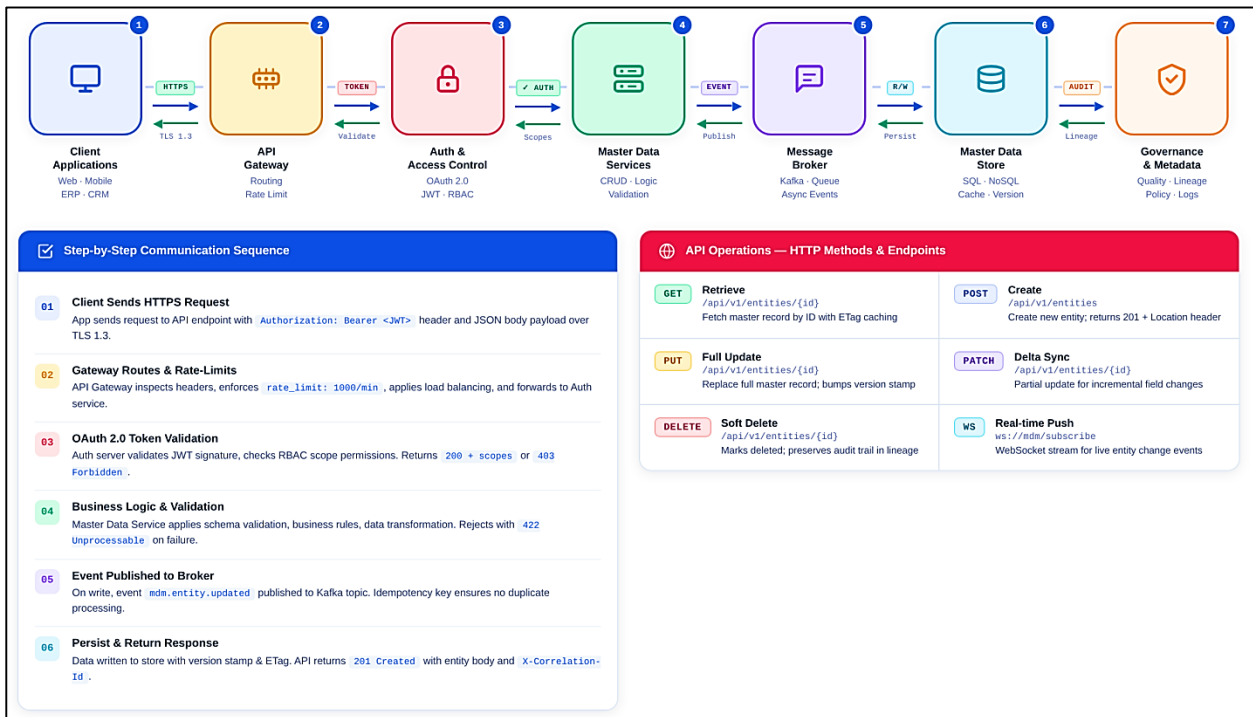 1
2
3
4
5
6
7
HTTPS
TLS 1.3
TOKEN
Validate
✓ AUTH
Scopes
EVENT
Publish
R/W
Persist
AUDIT
Lineage
Client
Applications
Web · Mobile
ERP · CRM
API
Gateway
Routing
Rate Limit
Auth &
Access Control
OAuth 2.0
JWT · RBAC
Master Data
Services
CRUD · Logic
Validation
Message
Broker
Kafka · Queue
Async Events
Master Data
Store
SQL · NoSQL
Cache · Version
Governance
& Metadata
Quality · Lineage
Policy · Logs
Step-by-Step Communication Sequence
01
Client Sends HTTPS Request
App sends request to API endpoint with Authorization: Bearer <JWT> header and JSON body payload over
TLS 1.3.
02
Gateway Routes & Rate-Limits
API Gateway inspects headers, enforces rate_limit: 1000/min, applies load balancing, and forwards to Auth
service.
03
OAuth 2.0 Token Validation
Auth server validates JWT signature, checks RBAC scope permissions. Returns 200 + scopes or 403
Forbidden.
04
Business Logic & Validation
Master Data Service applies schema validation, business rules, data transformation. Rejects with 422
Unprocessable on failure.
05
Event Published to Broker
On write, event mdm.entity.updated published to Kafka topic. Idempotency key ensures no duplicate
processing.
06
Persist & Return Response
Data written to store with version stamp & ETag. API returns 201 Created with entity body and X-Correlation-
Id.
API Operations — HTTP Methods & Endpoints
GET
Retrieve
/api/v1/entities/{id}
Fetch master record by ID with ETag caching
POST
Create
/api/v1/entities
Create new entity; returns 201 + Location header
PUT
Full Update
/api/v1/entities/{id}
Replace full master record; bumps version stamp
PATCH
Delta Sync
/api/v1/entities/{id}
Partial update for incremental field changes
DELETE
Soft Delete
/api/v1/entities/{id}
Marks deleted; preserves audit trail in lineage
WS
Real-time Push
ws://mdm/subscribe
WebSocket stream for live entity change events